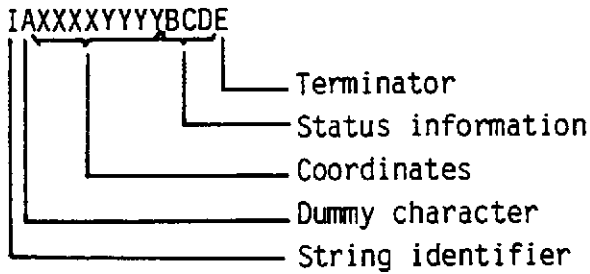 IAXXXXYYYYBCDE
Terminator
Status information
Coordinates
Dummy character
String identifier